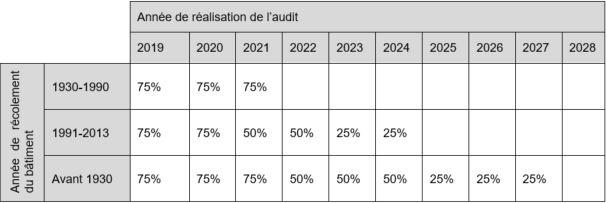 Année de réalisation de l'audit
2019 2020 2021 2022 2023 2024 2025 2026 2027 2028
Année de récolement
du bâtiment
1930-1990 75% 75% 75%
1991-2013 75% 75% 50% 50% 25% 25%
Avant 1930 75% 75% 75% 50% 50% 50% 25% 25% 25%